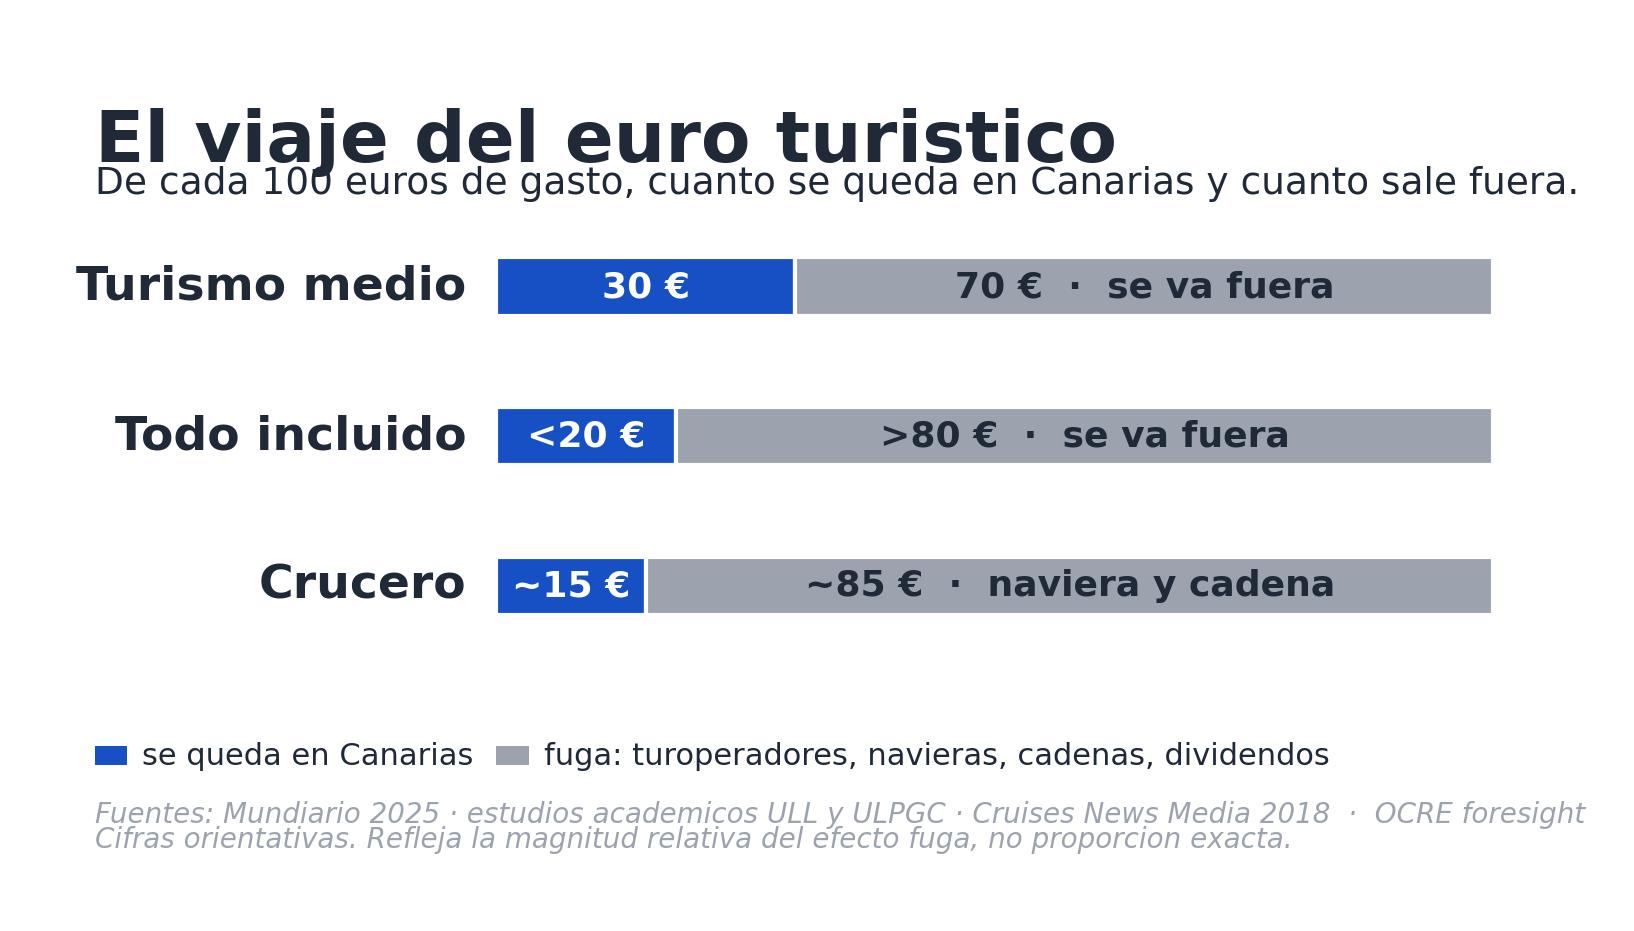 El viaje del euro turistico
De cada 100 euros de gasto, cuanto se queda en Canarias y cuanto sale fuera.
Turismo medio 30 € 70 € · se va fuera
Todo incluido <20 € >80 € · se va fuera
Crucero ~15 € ~85 € · naviera y cadena
se queda en Canarias fuga: turoperadores, navieras, cadenas, dividendos
Fuentes: Mundiario 2025 · estudios academicos ULL y ULPGC · Cruises News Media 2018 · OCRE foresight
Cifras orientativas. Refleja la magnitud relativa del efecto fuga, no proporcion exacta.